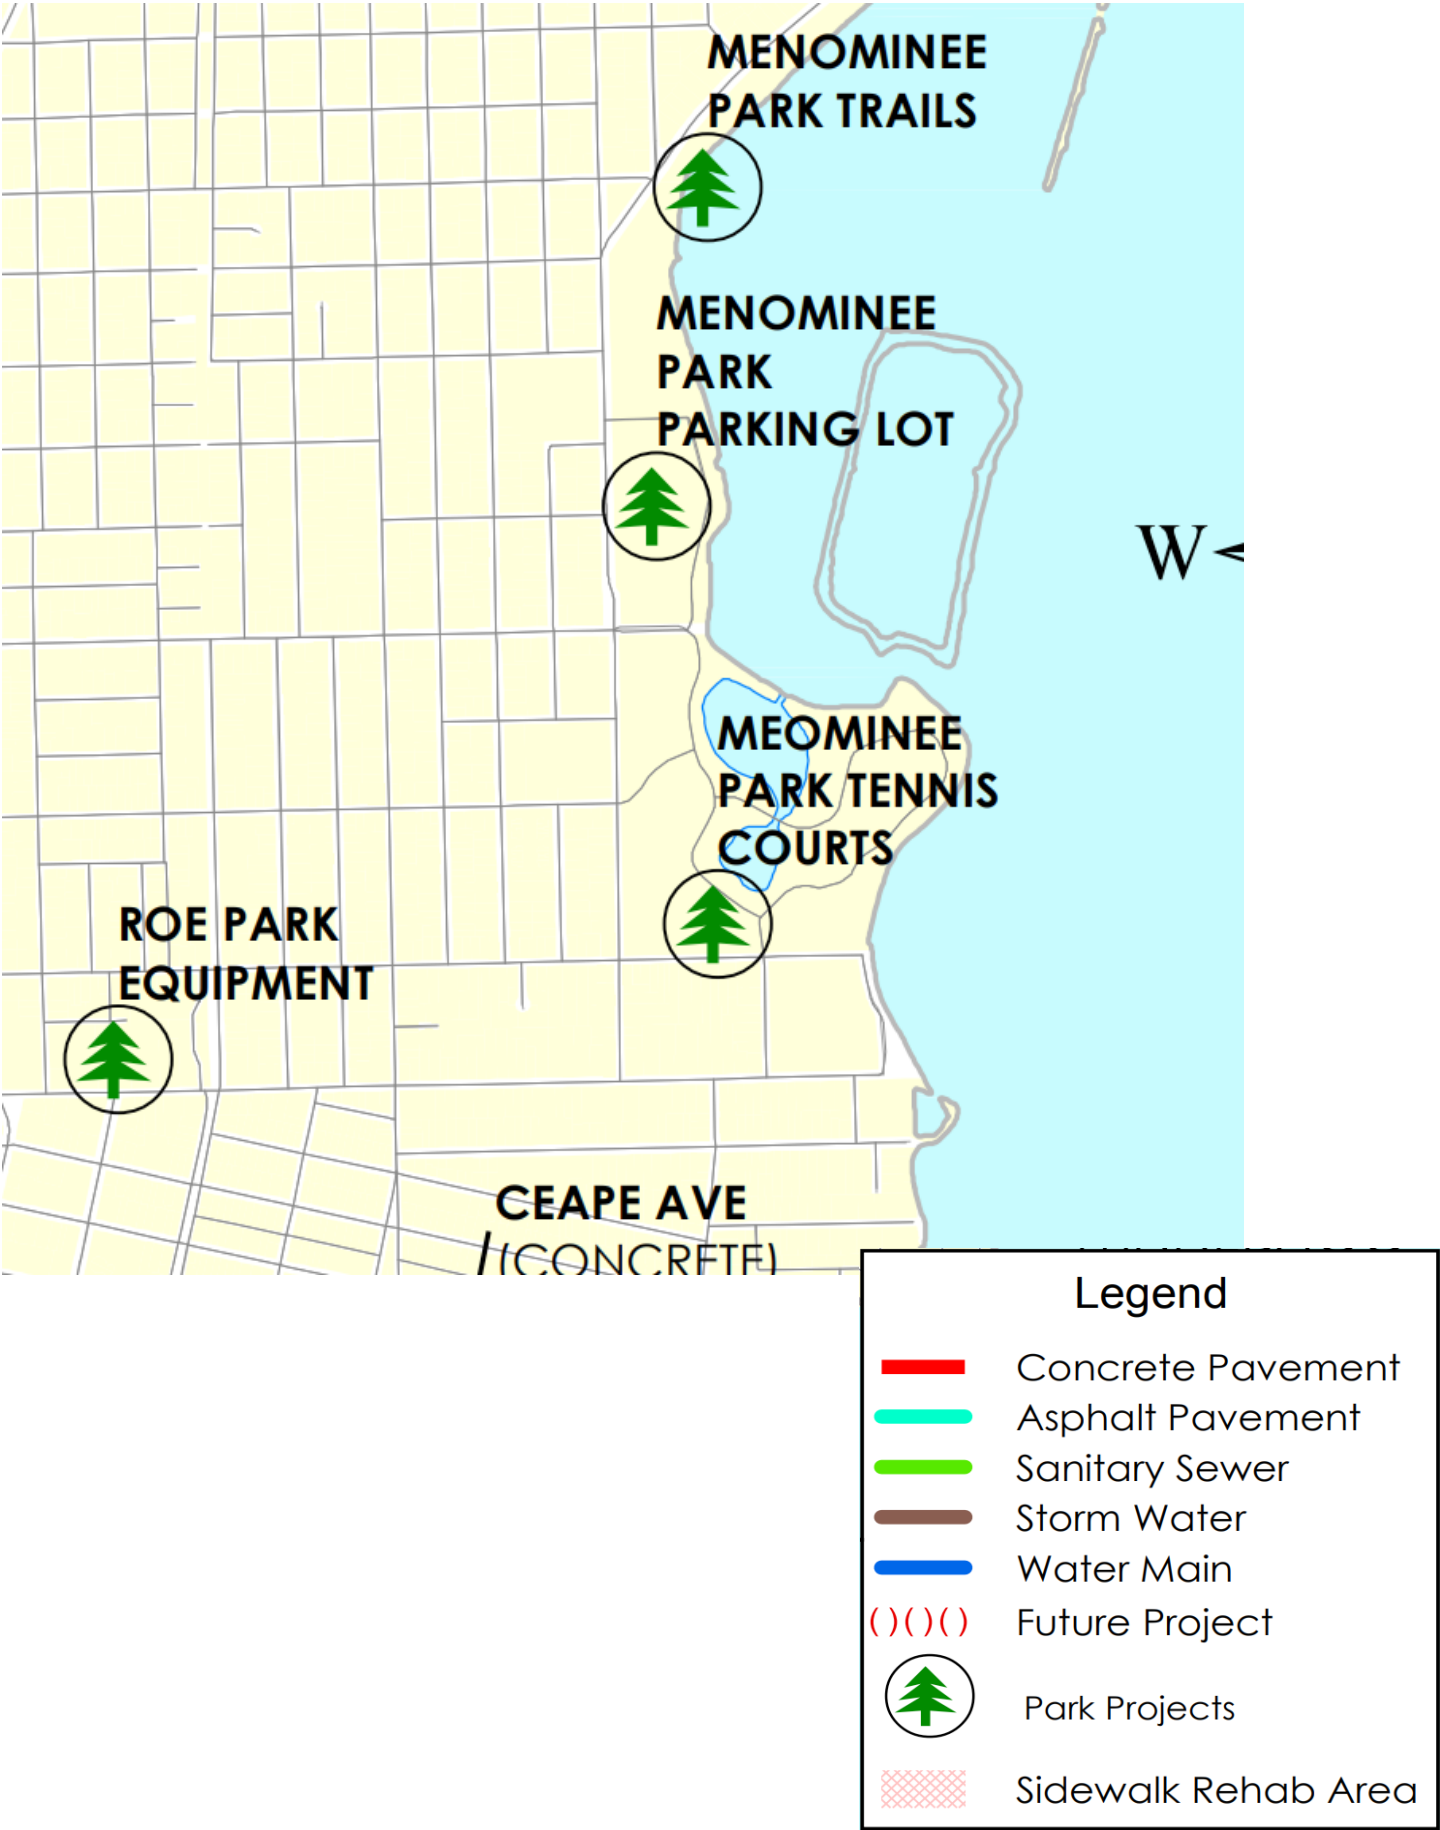 MENOMINEE
PARK TRAILS
MENOMINEE
PARK
PARKING LOT
W
MEOMINEE
PARK TENNIS
COURTS
ROE PARK
EQUIPMENT
CEAPE AVE
(CONCRETE)
Legend
Concrete Pavement
Asphalt Pavement
Sanitary Sewer
Storm Water
Water Main
()()() Future Project
Park Projects
Sidewalk Rehab Area